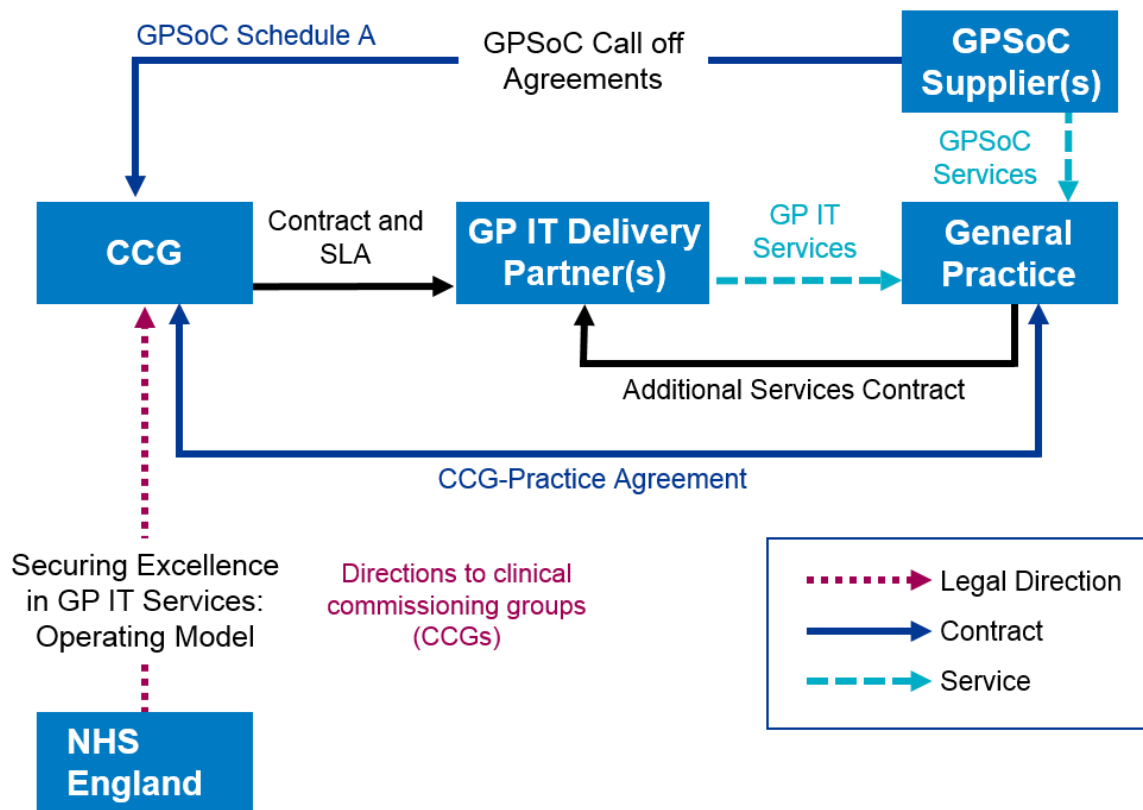 GPSoC Schedule A
GPSoC Call off
Agreements
GPSoC
Supplier(s)
GPSoC
Services
CCG
Contract and
SLA
GP IT Delivery
Partner(s)
GP IT
Services
General
Practice
Additional Services Contract
CCG-Practice Agreement
Securing Excellence
in GP IT Services:
Operating Model
Directions to clinical
commissioning groups
(CCGs)
Legal Direction
Contract
Service
NHS
England